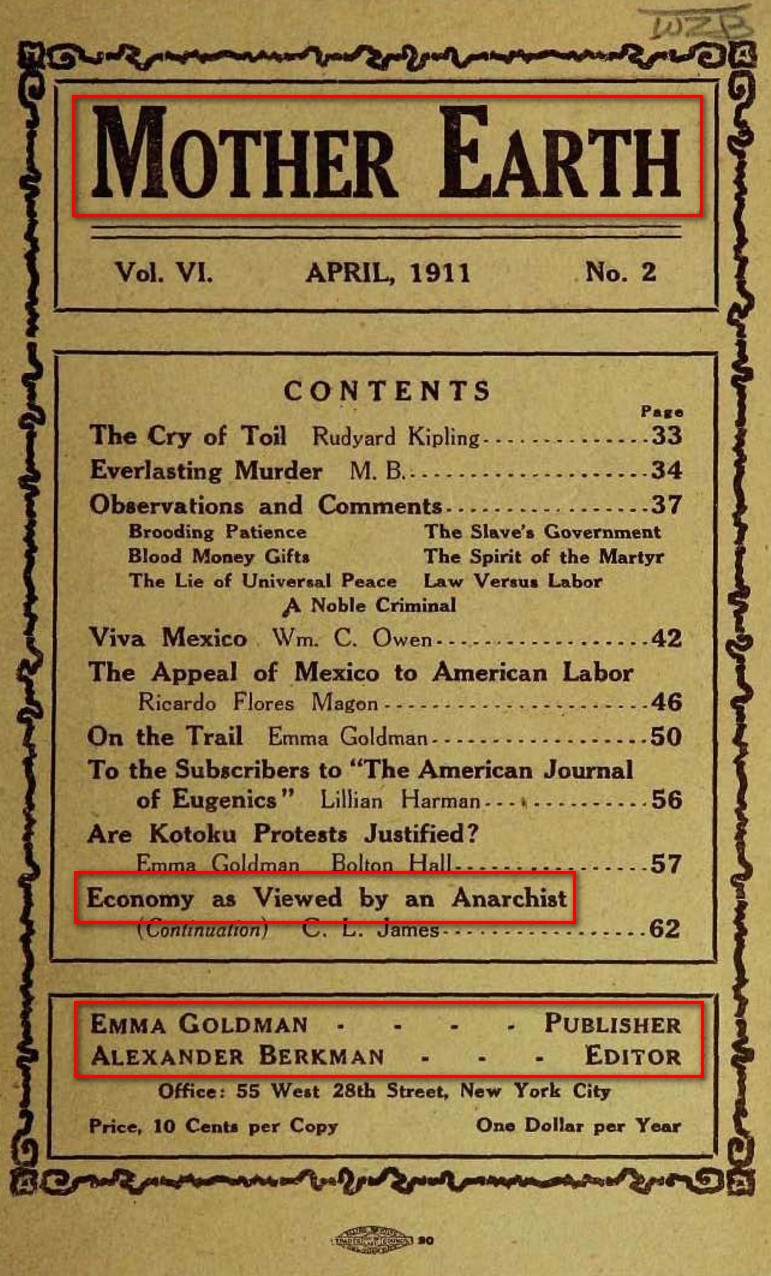 WZB
MOTHER EARTH
Vol. VI. APRIL, 1911 No. 2
CONTENTS
Page
The Cry of Toil Rudyard Kipling--------------33
Everlasting Murder M. B.----------------34
Observations and Comments----------------37
Brooding Patience The Slave's Government
Blood Money Gifts The Spirit of the Martyr
The Lie of Universal Peace Law Versus Labor
A Noble Criminal
Viva Mexico Wm. C. Owen-----------------42
The Appeal of Mexico to American Labor
Ricardo Flores Magon---------------------46
On the Trail Emma Goldman-----------------50
To the Subscribers to "The American Journal
of Eugenics" Lillian Harman-------------56
Are Kotoku Protests Justified?
Emma Goldman Bolton Hall---------------57
Economy as Viewed by an Anarchist
(Continuation) C. L. James----------------62
EMMA GOLDMAN - - - - PUBLISHER
ALEXANDER BERKMAN - - - EDITOR
Office: 55 West 28th Street, New York City
Price, 10 Cents per Copy One Dollar per Year
90